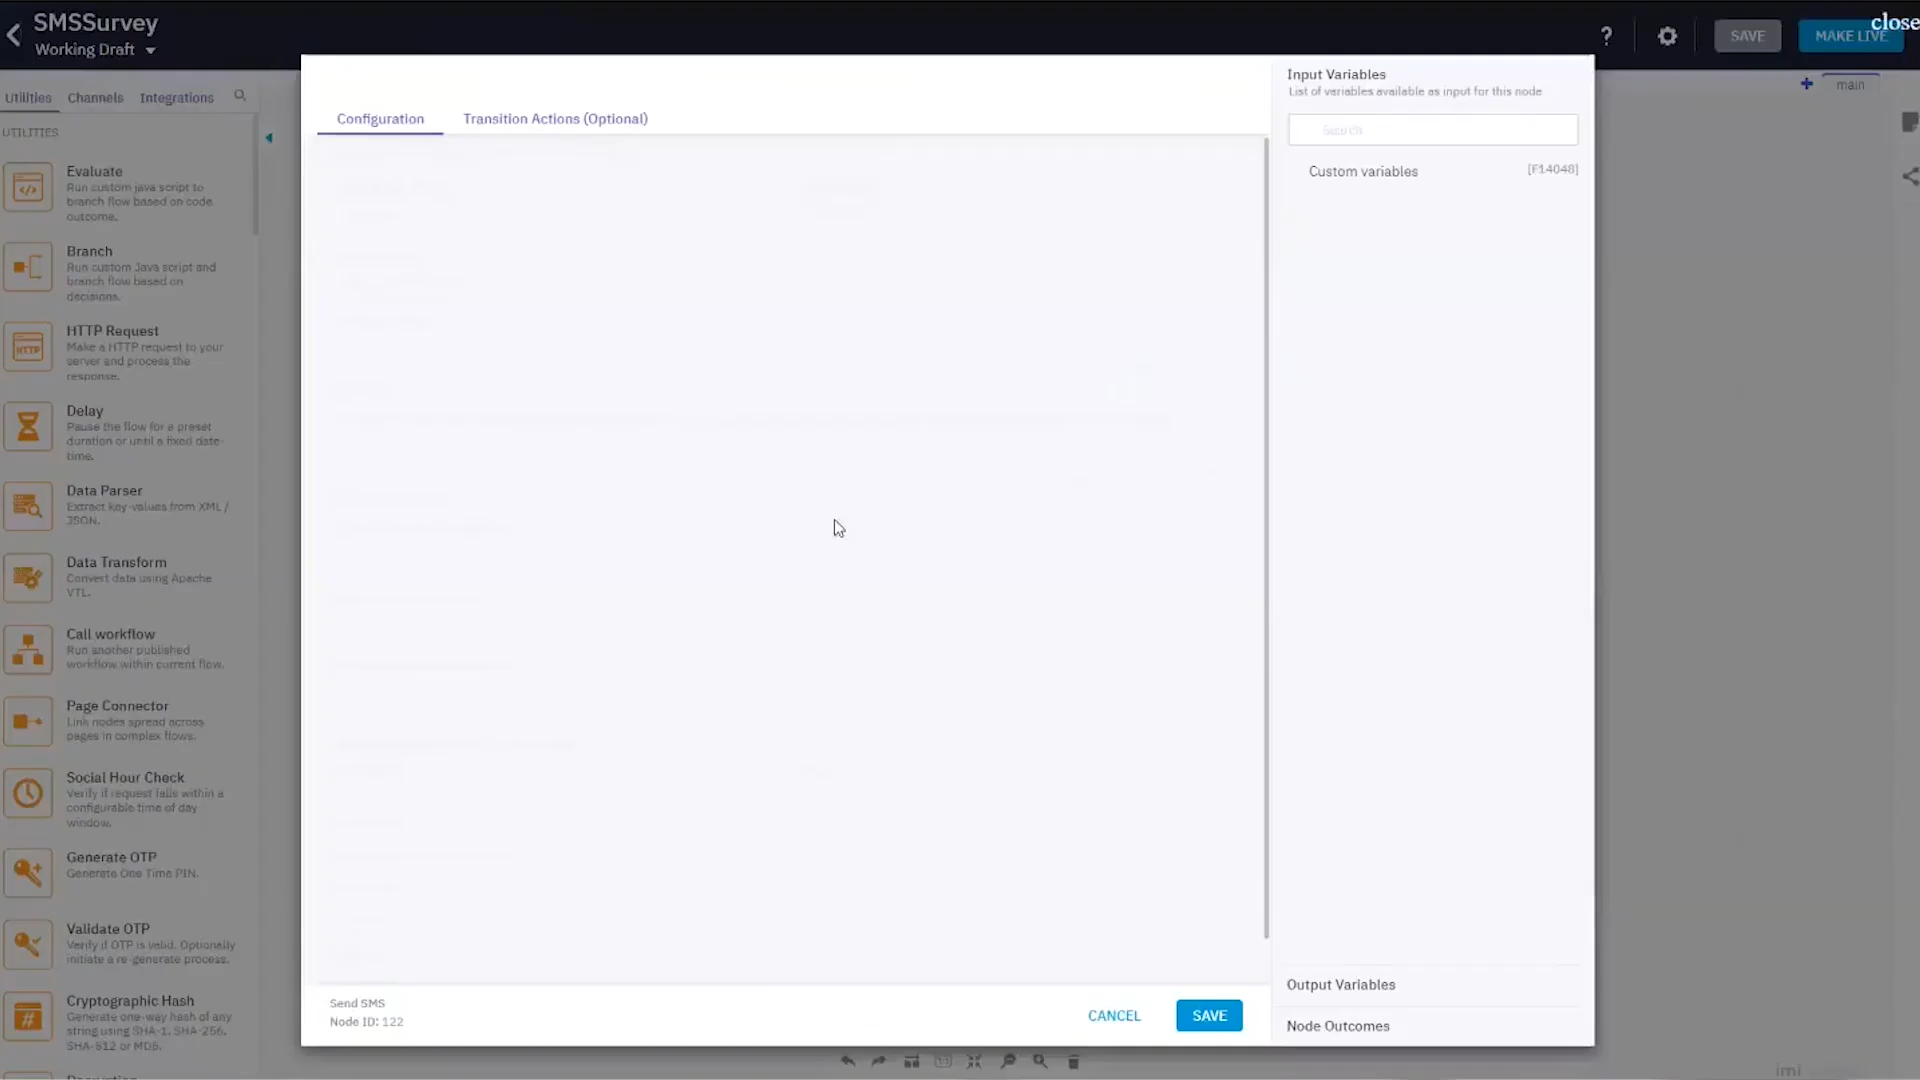 SMSSurvey
Working Draft
close
SAVE
MAKE LIVE
Utilities
Channels
Integrations
main
UTILITIES
Evaluate
Run custom java script to
branch flow based on code
outcome.
Branch
Run custom Java script and
branch flow based on
decisions.
HTTP Request
Make a HTTP request to your
server and process the
response.
Delay
Pause the flow for a preset
duration or until a fixed date-
time.
Data Parser
Extract key-values from XML /
JSON.
Data Transform
Convert data using Apache
VTL.
Call workflow
Run another published
workflow within current flow.
Page Connector
Link nodes spread across
pages in complex flows.
Social Hour Check
Verify if request falls within a
configurable time of day
window.
Generate OTP
Generate One Time PIN.
Validate OTP
Verify if OTP is valid. Optionally
initiate a re-generate process.
Cryptographic Hash
Generate one-way hash of any
string using SHA-1, SHA-256,
SHA-512 or MD5.
Configuration
Transition Actions (Optional)
Send SMS
Node ID: 122
CANCEL
SAVE
Input Variables
List of variables available as input for this node
Search
Custom variables
[F14048]
Output Variables
Node Outcomes
imi